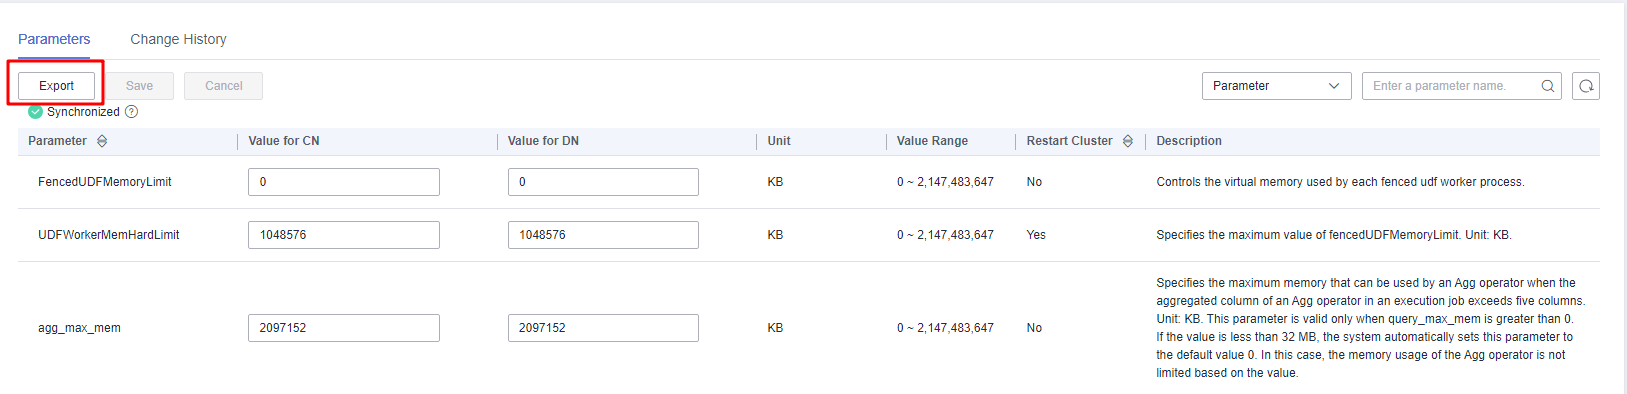 Parameters Change History
Export Save Cancel Parameter Enter a parameter name.
Synchronized ?
Parameter Value for CN Value for DN Unit Value Range Restart Cluster Description
FencedUDFMemoryLimit 0 0 KB 0 ~ 2,147,483,647 No Controls the virtual memory used by each fenced udf worker process.
UDFWorkerMemHardLimit 1048576 1048576 KB 0 ~ 2,147,483,647 Yes Specifies the maximum value of fencedUDFMemoryLimit. Unit: KB.
Specifies the maximum memory that can be used by an Agg operator when the
aggregated column of an Agg operator in an execution job exceeds five columns.
Unit: KB. This parameter is valid only when query_max_mem is greater than 0.
agg_max_mem 2097152 2097152 KB 0 ~ 2,147,483,647 No
If the value is less than 32 MB, the system automatically sets this parameter to
the default value 0. In this case, the memory usage of the Agg operator is not
limited based on the value.